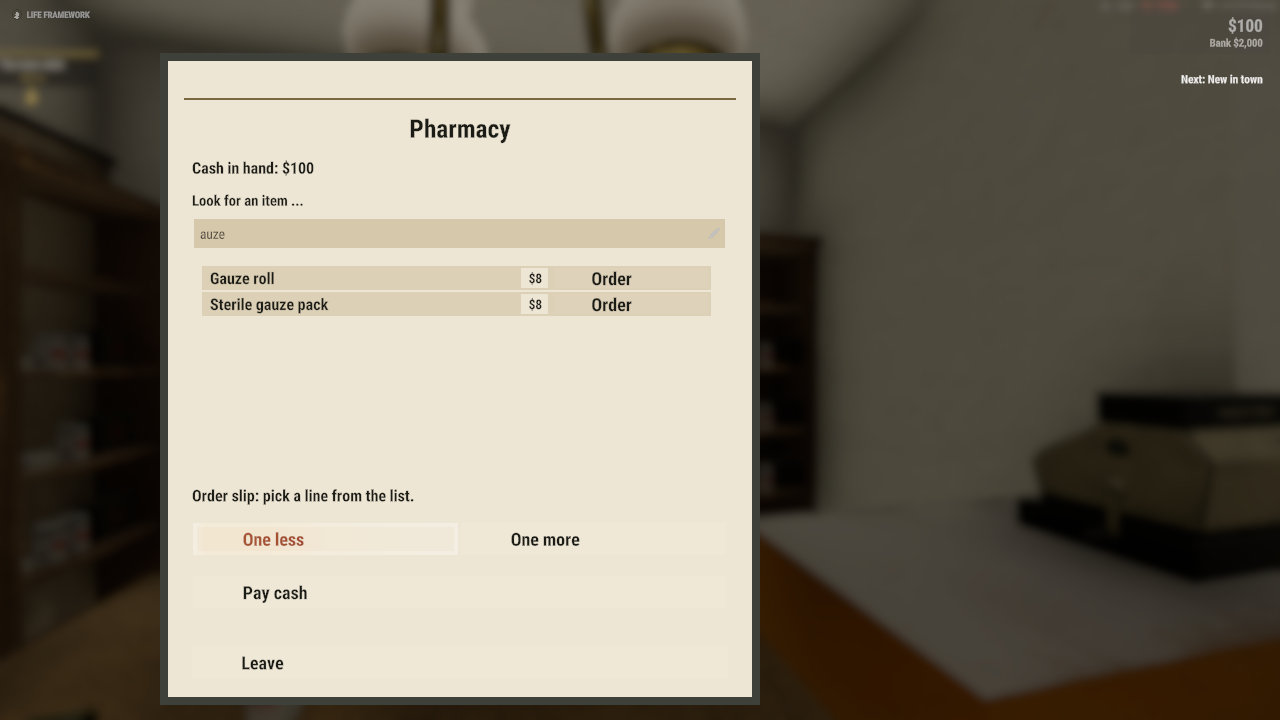 LIFE FRAMEWORK
$100
Bank $2,000
Next: New in town
Pharmacy
Cash in hand: $100
Look for an item ...
auze
Gauze roll $8 Order
Sterile gauze pack $8 Order
Order slip: pick a line from the list.
One less One more
Pay cash
Leave